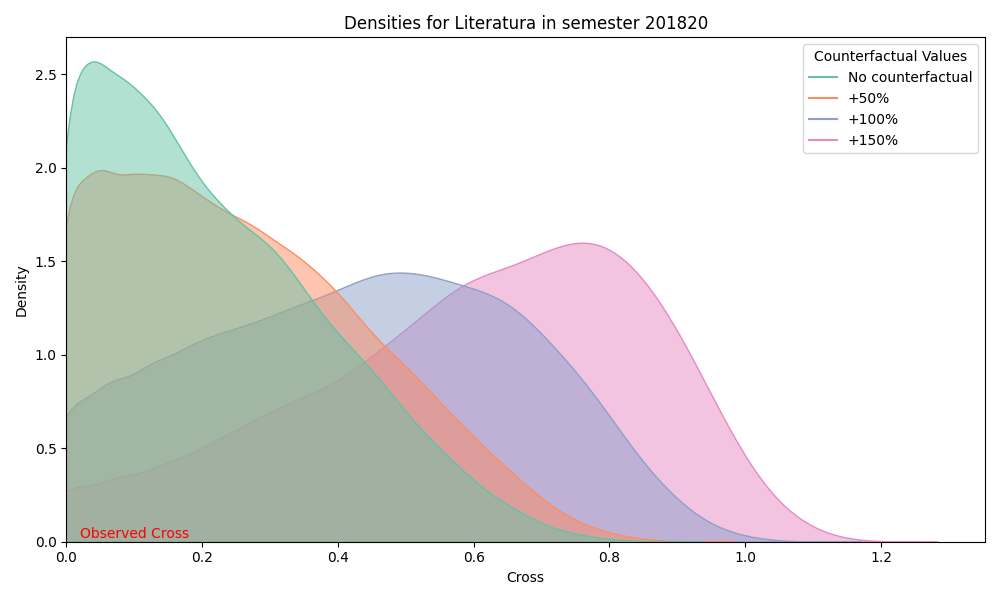 Densities for Literatura in semester 201820
Counterfactual Values
No counterfactual
+50%
+100%
+150%
Density
2.5
2.0
1.5
1.0
0.5
0.0
Observed Cross
0.0 0.2 0.4 0.6 0.8 1.0 1.2
Cross